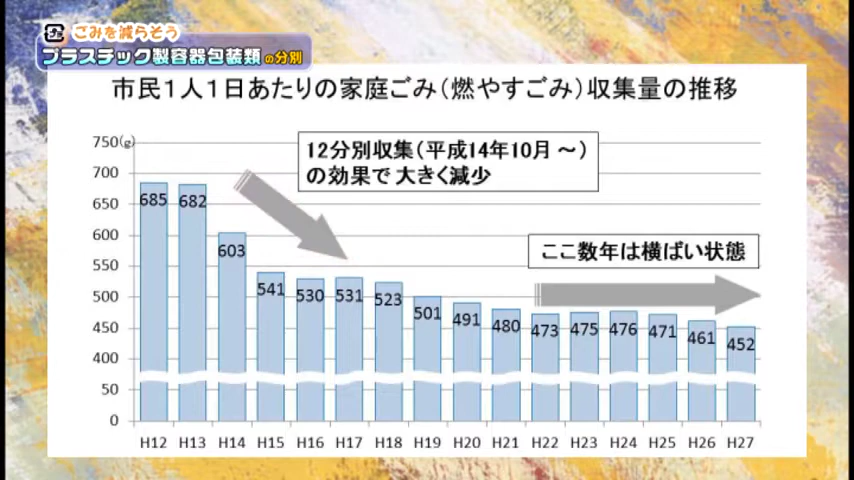 ごみを減らそう
プラスチック製容器包装類の分別
市民1人1日あたりの家庭ごみ(燃やすごみ)収集量の推移
750(g)
700
650
600
550
500
450
400
50
0
12分別収集(平成14年10月 ～)
の効果で 大きく減少
ここ数年は横ばい状態
685 682 603 541 530 531 523 501 491 480 473 475 476 471 461 452
H12 H13 H14 H15 H16 H17 H18 H19 H20 H21 H22 H23 H24 H25 H26 H27